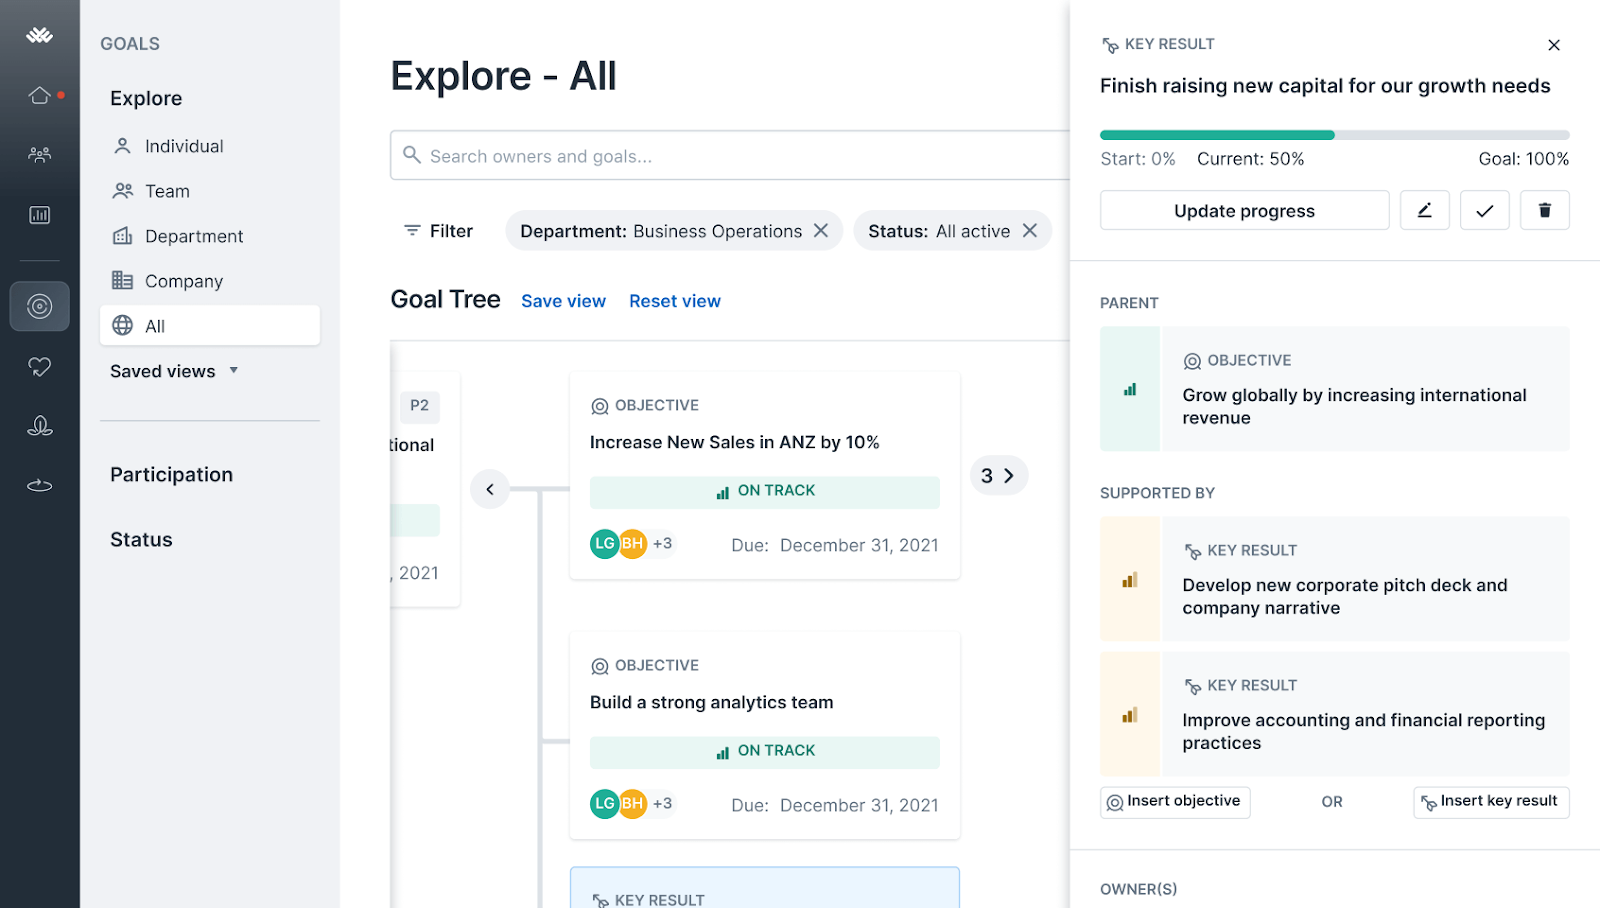 GOALS
Explore
Individual
Team
Department
Company
All
Saved views
Participation
Status
Explore - All
Search owners and goals...
Filter
Department: Business Operations
Status: All active
Goal Tree
Save view
Reset view
P2
tional
, 2021
OBJECTIVE
Increase New Sales in ANZ by 10%
ON TRACK
LG BH +3
Due: December 31, 2021
3
OBJECTIVE
Build a strong analytics team
ON TRACK
LG BH +3
Due: December 31, 2021
KEY RESULT
KEY RESULT
Finish raising new capital for our growth needs
Start: 0% Current: 50% Goal: 100%
Update progress
PARENT
OBJECTIVE
Grow globally by increasing international
revenue
SUPPORTED BY
KEY RESULT
Develop new corporate pitch deck and
company narrative
KEY RESULT
Improve accounting and financial reporting
practices
Insert objective OR Insert key result
OWNER(S)